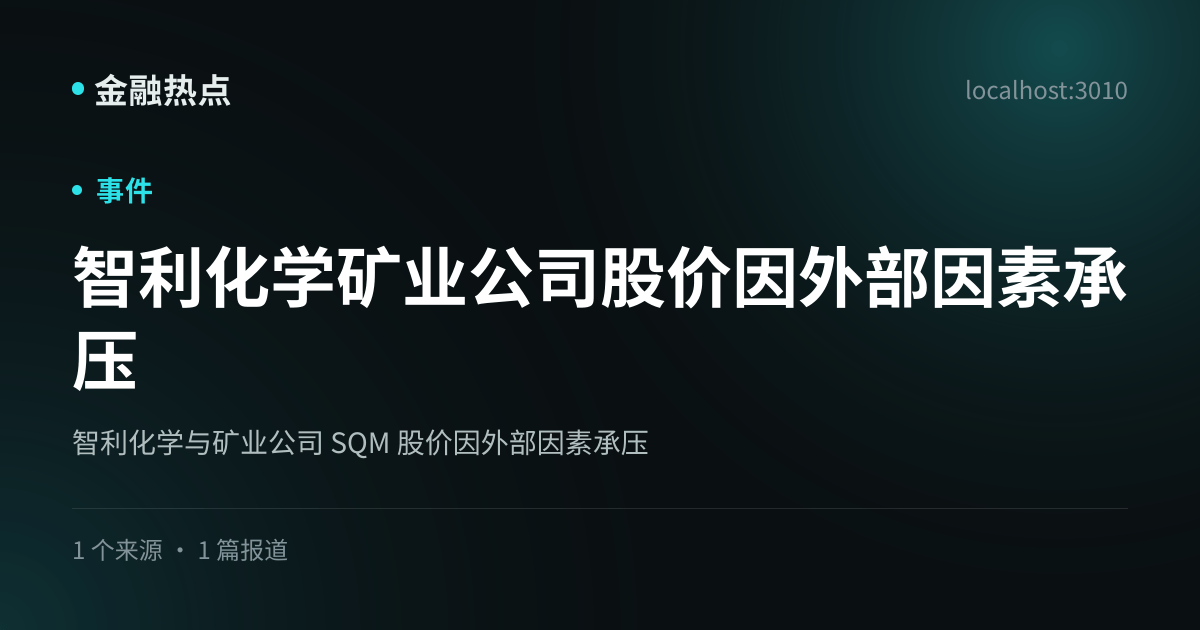 金融热点
localhost:3010
事件
智利化学矿业公司股价因外部因素承
压
智利化学与矿业公司 SQM 股价因外部因素承压
1 个来源 · 1 篇报道